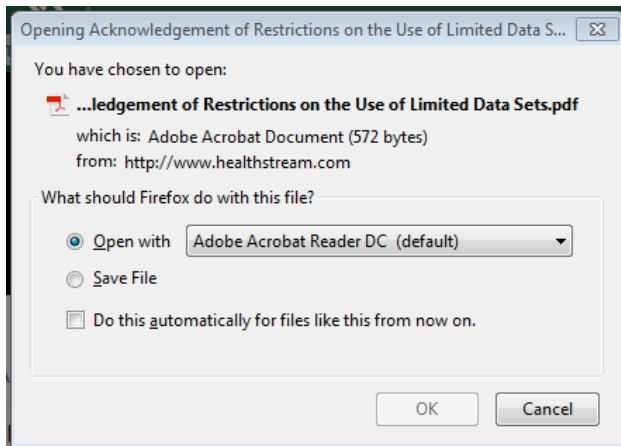 Opening Acknowledgement of Restrictions on the Use of Limited Data S...
You have chosen to open:
...ledgement of Restrictions on the Use of Limited Data Sets.pdf
which is: Adobe Acrobat Document (572 bytes)
from: http://www.healthstream.com
What should Firefox do with this file?
Open with Adobe Acrobat Reader DC (default)
Save File
Do this automatically for files like this from now on.
OK Cancel